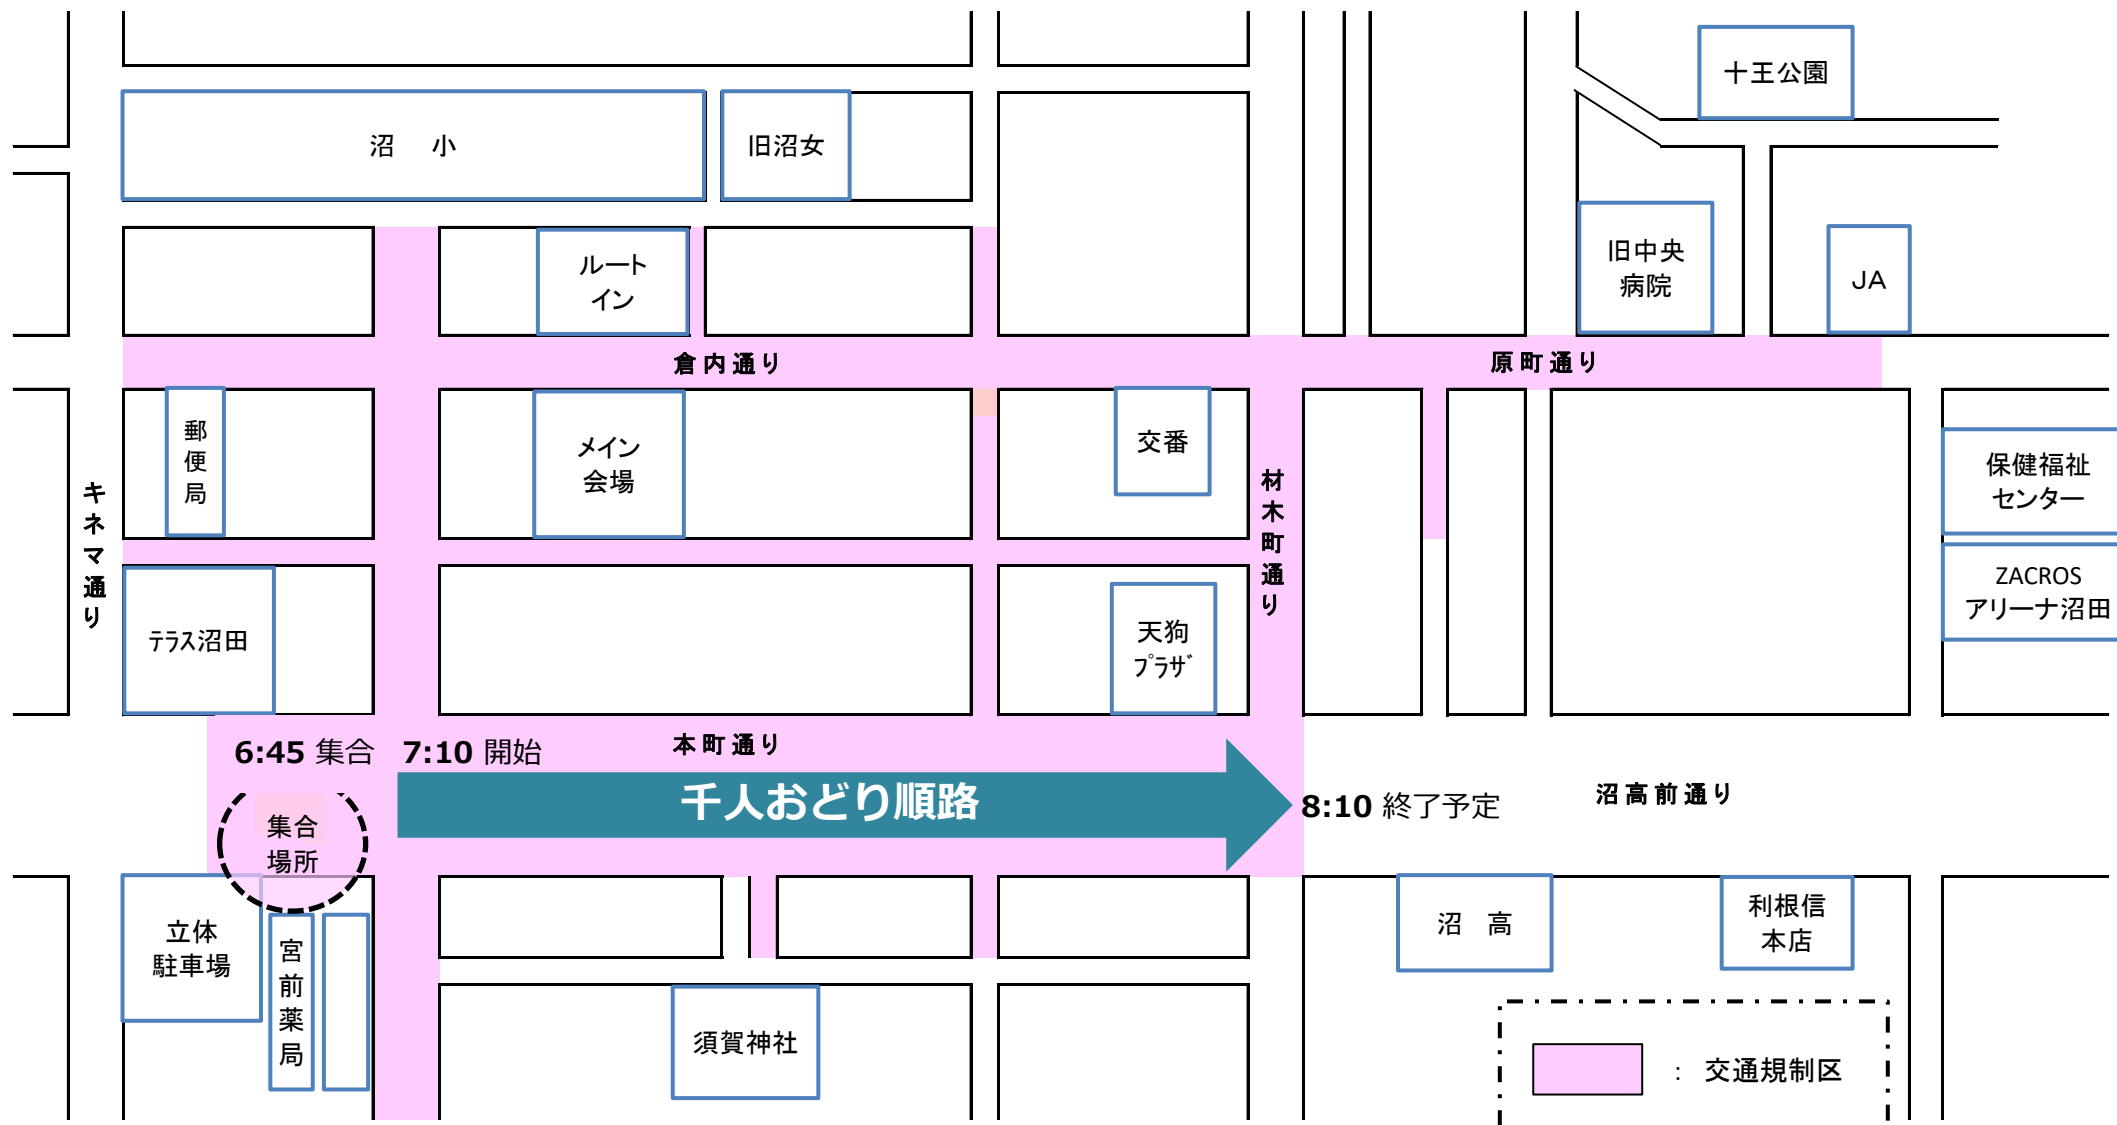 十王公園
沼 小
旧沼女
ルート
イン
旧中央
病院
JA
倉内通り
原町通り
郵
便
局
メイン
会場
交番
キネマ通り
材木町通り
保健福祉
センター
ZACROS
アリーナ沼田
テラス沼田
天狗
プラザ
6:45 集合
7:10 開始
本町通り
千人おどり順路
8:10 終了予定
沼高前通り
集合
場所
立体
駐車場
宮
前
薬
局
須賀神社
沼 高
利根信
本店
: 交通規制区